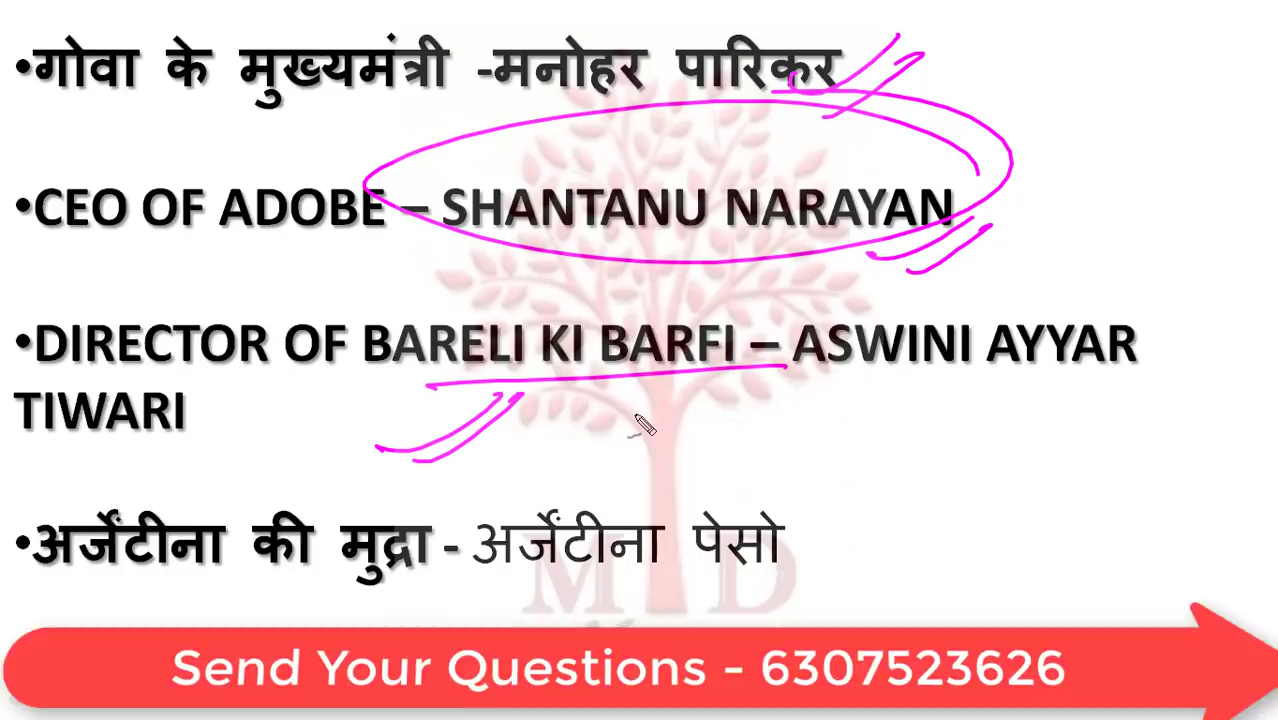 •गोवा के मुख्यमंत्री -मनोहर पारिकर
•CEO OF ADOBE – SHANTANU NARAYAN
•DIRECTOR OF BARELI KI BARFI – ASWINI AYYAR
TIWARI
•अर्जेंटीना की मुद्रा - अर्जेंटीना पेसो
M D
Send Your Questions - 6307523626